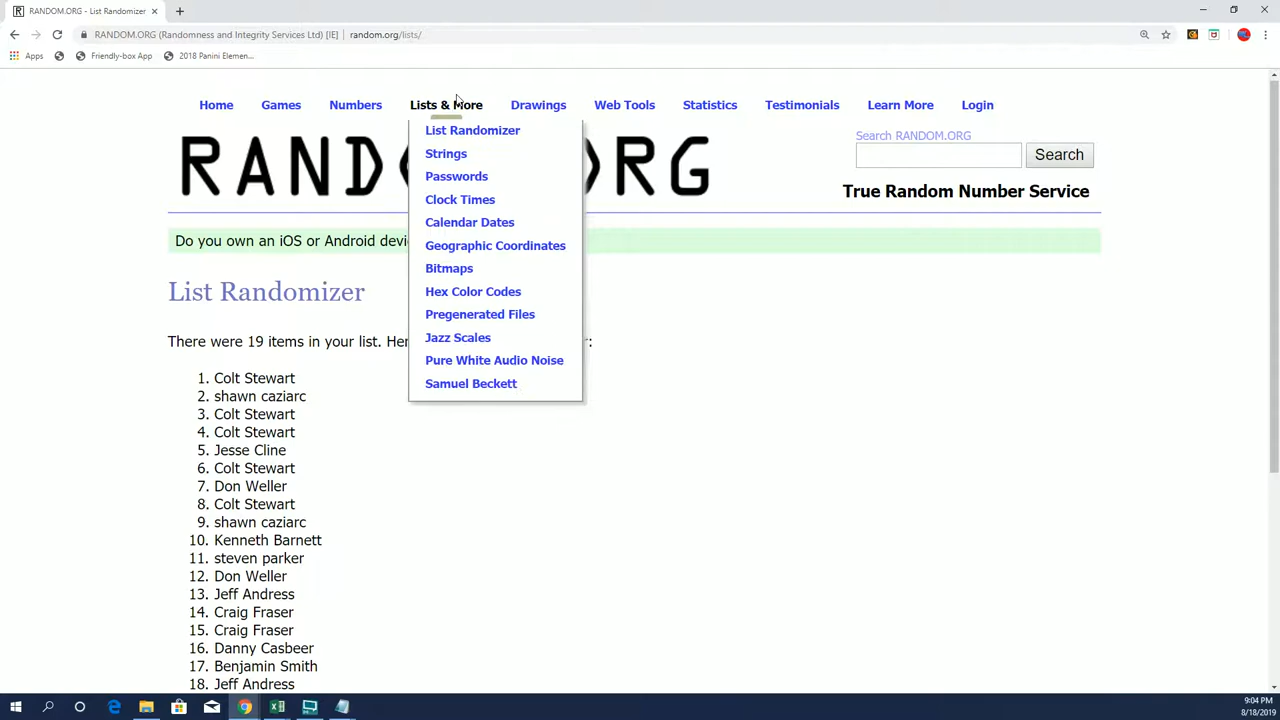 RANDOM.ORG - List Randomizer
RANDOM.ORG (Randomness and Integrity Services Ltd) [IE] | random.org/lists/
Apps Friendly-box App 2018 Panini Elemen...
Home Games Numbers Lists & More Drawings Web Tools Statistics Testimonials Learn More Login
List Randomizer
Strings
Passwords
Clock Times
Calendar Dates
Geographic Coordinates
Bitmaps
Hex Color Codes
Pregenerated Files
Jazz Scales
Pure White Audio Noise
Samuel Beckett
RAND RG
Search RANDOM.ORG
Search
True Random Number Service
Do you own an iOS or Android devi
List Randomizer
There were 19 items in your list. Her :
1. Colt Stewart
2. shawn caziarc
3. Colt Stewart
4. Colt Stewart
5. Jesse Cline
6. Colt Stewart
7. Don Weller
8. Colt Stewart
9. shawn caziarc
10. Kenneth Barnett
11. steven parker
12. Don Weller
13. Jeff Andress
14. Craig Fraser
15. Craig Fraser
16. Danny Casbeer
17. Benjamin Smith
18. Jeff Andress
9:04 PM
8/18/2019